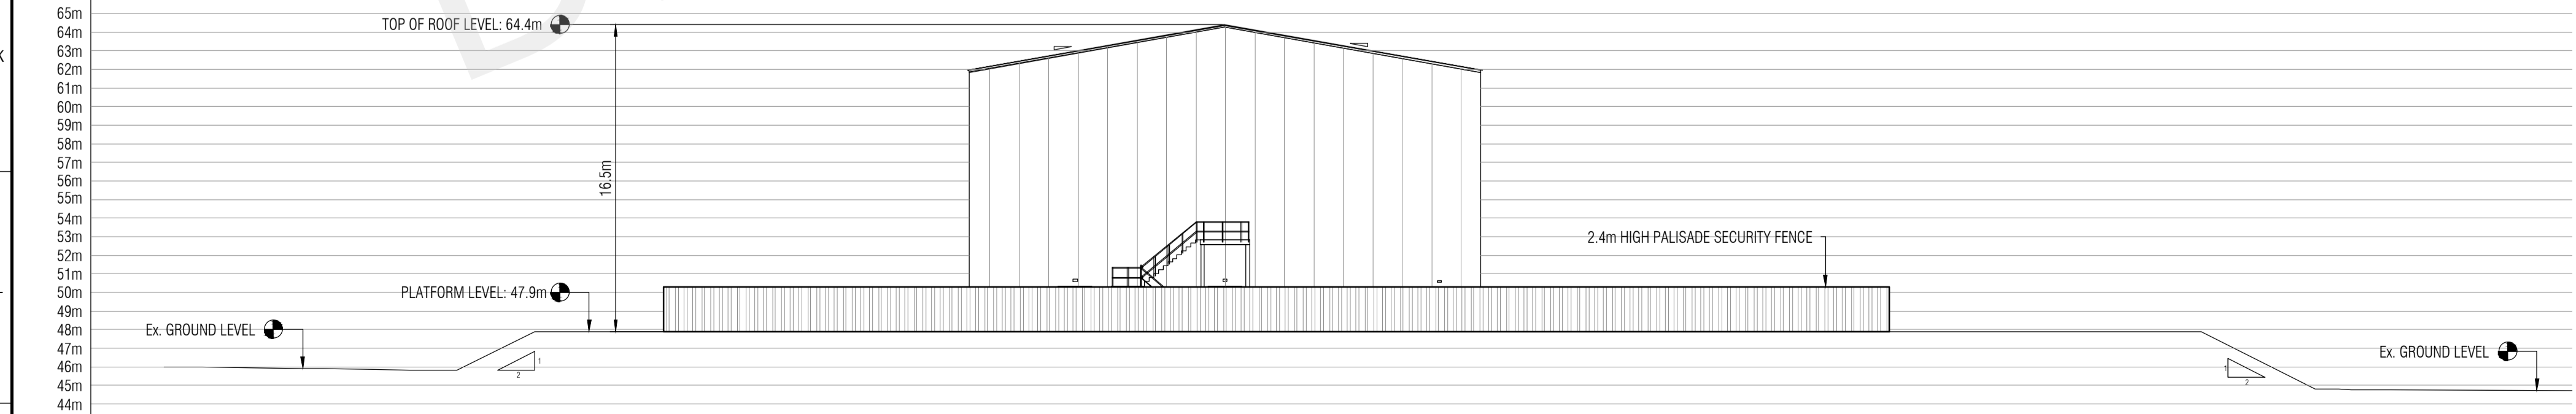 65m
TOP OF ROOF LEVEL: 64.4m
64m
63m
62m
61m
60m
59m
58m
57m
16.5m
56m
55m
54m
53m
2.4m HIGH PALISADE SECURITY FENCE
52m
51m
50m
PLATFORM LEVEL: 47.9m
49m
48m
Ex. GROUND LEVEL
47m
Ex. GROUND LEVEL
46m
1
2
1
2
45m
44m